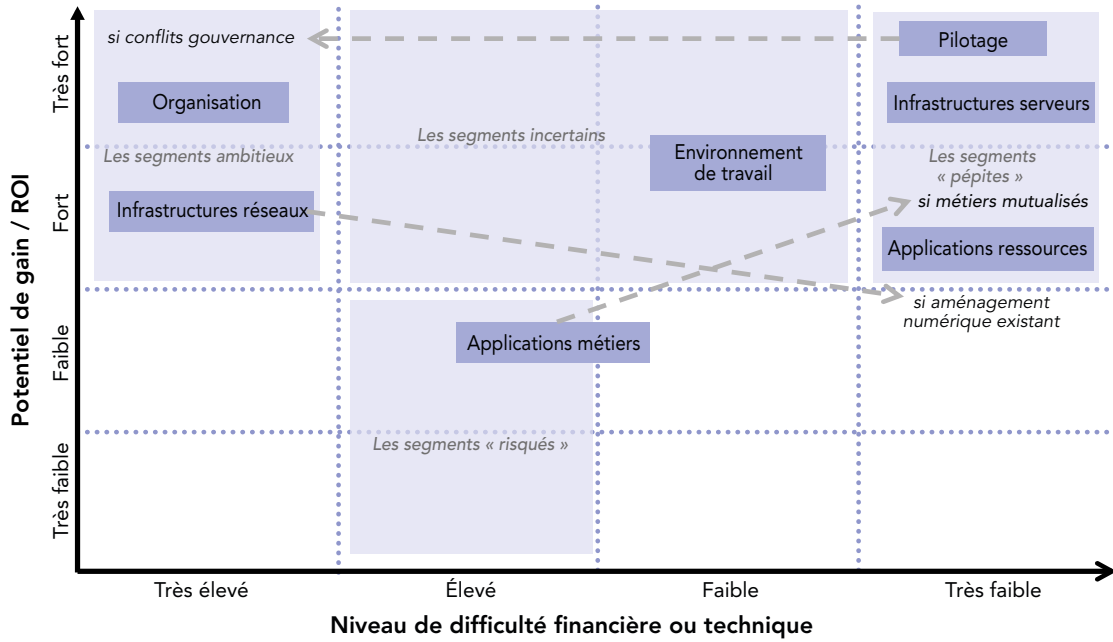 Potentiel de gain / ROI
Très fort
Fort
Faible
Très faible
si conflits gouvernance
Pilotage
Organisation
Infrastructures serveurs
Les segments incertains
Les segments ambitieux
Environnement
de travail
Les segments
« pépites »
Infrastructures réseaux
si métiers mutualisés
Applications ressources
si aménagement
numérique existant
Applications métiers
Les segments « risqués »
Très élevé
Élevé
Faible
Très faible
Niveau de difficulté financière ou technique